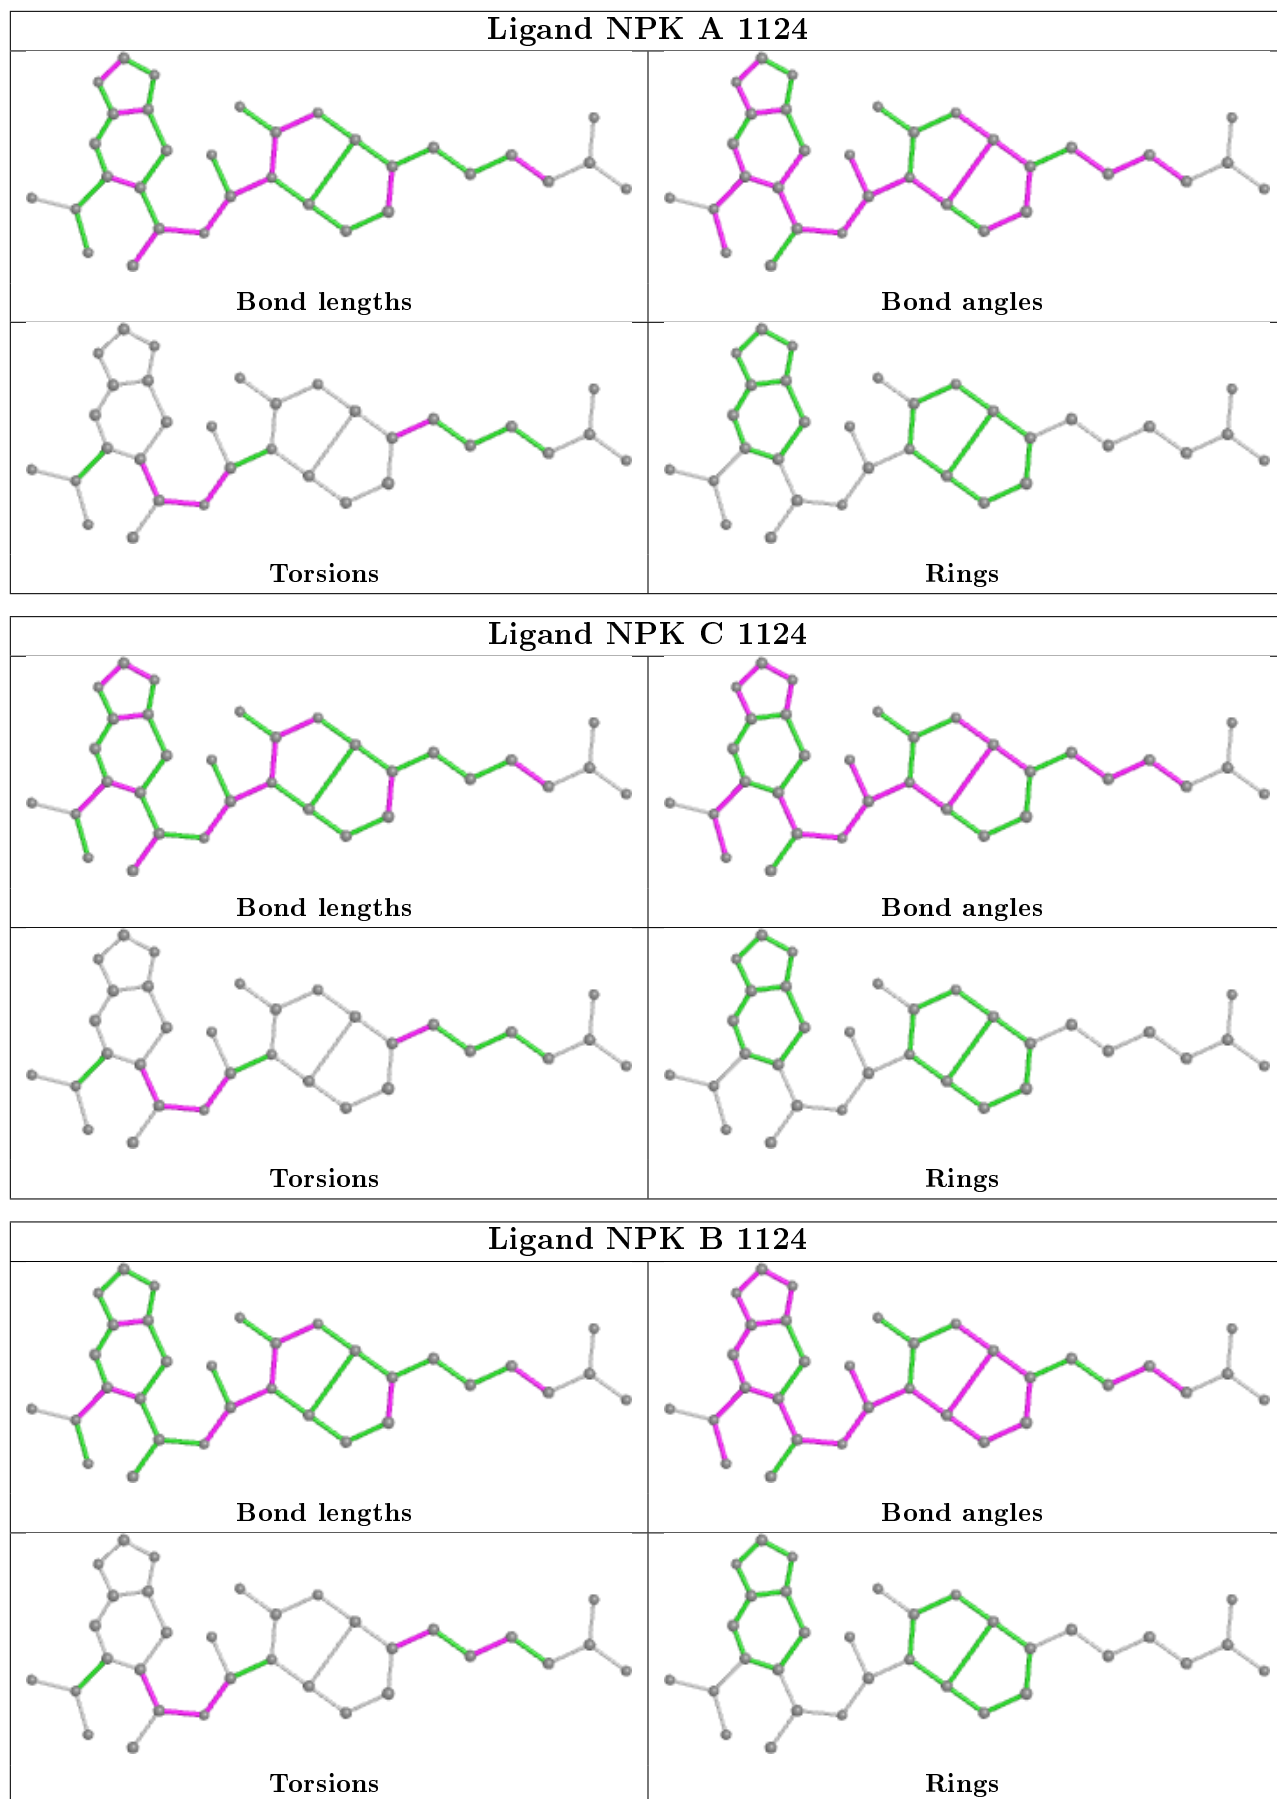 Ligand NPK A 1124
Bond lengths
Bond angles
Torsions
Rings
Ligand NPK C 1124
Bond lengths
Bond angles
Torsions
Rings
Ligand NPK B 1124
Bond lengths
Bond angles
Torsions
Rings